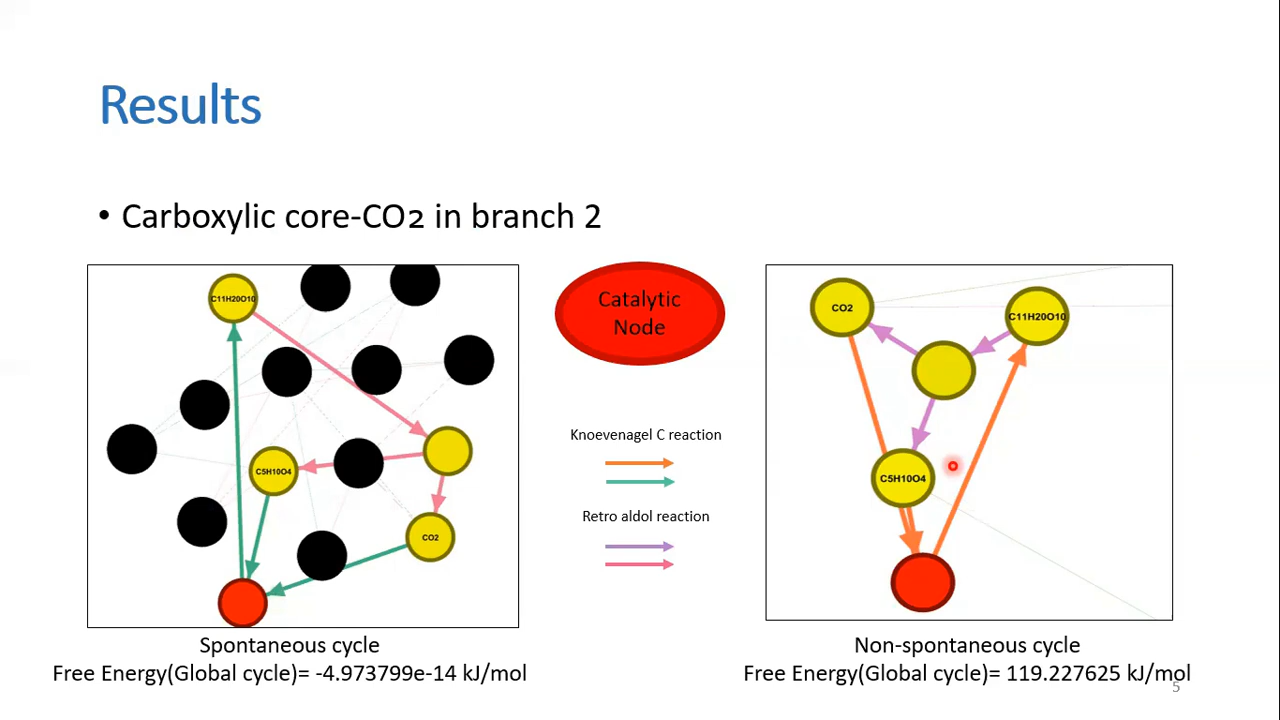 Results
• Carboxylic core-CO2 in branch 2
C11H20O10
C5H10O4
CO2
Catalytic
Node
Knoevenagel C reaction
Retro aldol reaction
CO2
C11H20O10
C5H10O4
Spontaneous cycle
Free Energy(Global cycle)= -4.973799e-14 kJ/mol
Non-spontaneous cycle
Free Energy(Global cycle)= 119.227625 kJ/mol
5